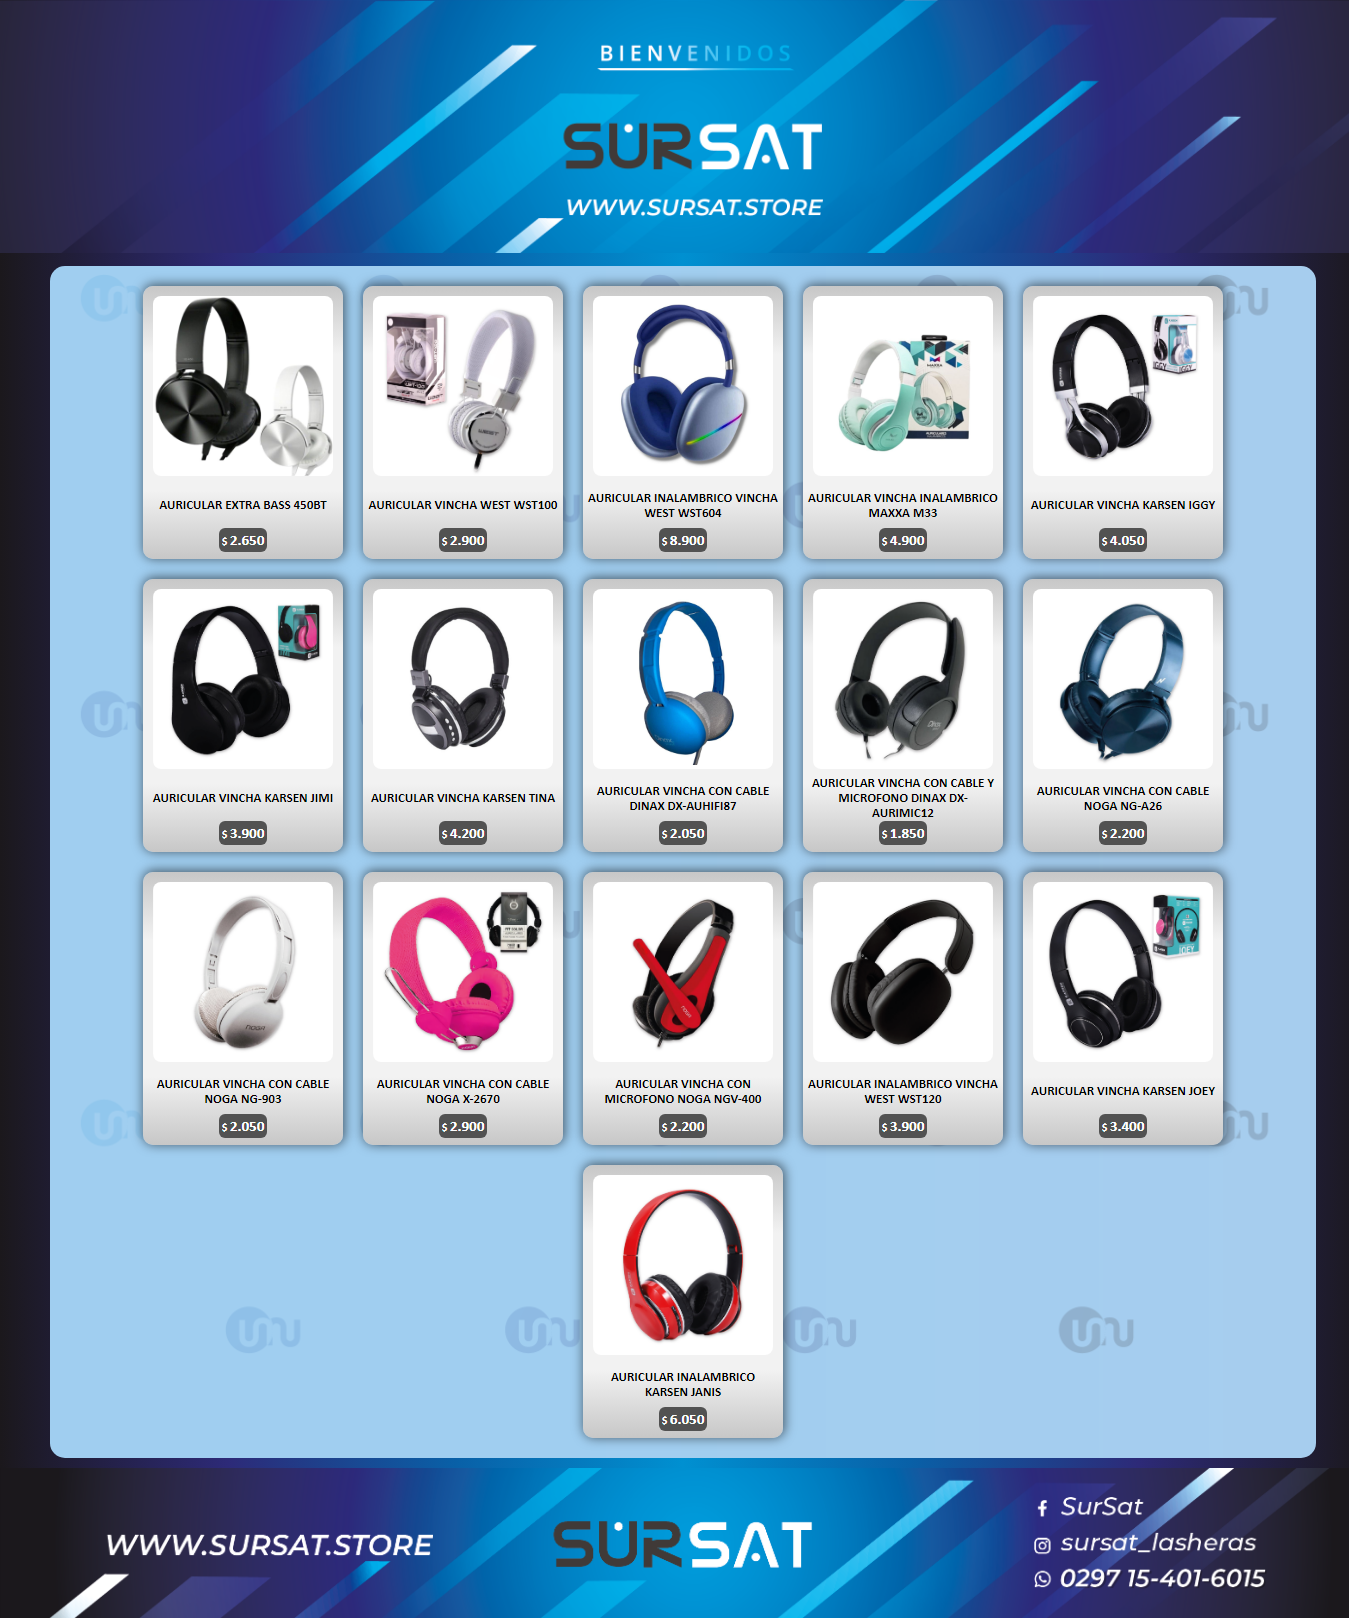 BIENVENIDOS
SURSAT
WWW.SURSAT.STORE
AURICULAR EXTRA BASS 450BT
$ 2.650
AURICULAR VINCHA WEST WST100
$ 2.900
AURICULAR INALAMBRICO VINCHA
WEST WST604
$ 8.900
AURICULAR VINCHA INALAMBRICO
MAXXA M33
$ 4.900
AURICULAR VINCHA KARSEN IGGY
$ 4.050
AURICULAR VINCHA KARSEN JIMI
$ 3.900
AURICULAR VINCHA KARSEN TINA
$ 4.200
AURICULAR VINCHA CON CABLE
DINAX DX-AUHIFI87
$ 2.050
AURICULAR VINCHA CON CABLE Y
MICROFONO DINAX DX-
AURIMIC12
$ 1.850
AURICULAR VINCHA CON CABLE
NOGA NG-A26
$ 2.200
AURICULAR VINCHA CON CABLE
NOGA NG-903
$ 2.050
AURICULAR VINCHA CON CABLE
NOGA X-2670
$ 2.900
AURICULAR VINCHA CON
MICROFONO NOGA NGV-400
$ 2.200
AURICULAR INALAMBRICO VINCHA
WEST WST120
$ 3.900
AURICULAR VINCHA KARSEN JOEY
$ 3.400
AURICULAR INALAMBRICO
KARSEN JANIS
$ 6.050
WWW.SURSAT.STORE
SURSAT
SurSat
sursat_lasheras
0297 15-401-6015